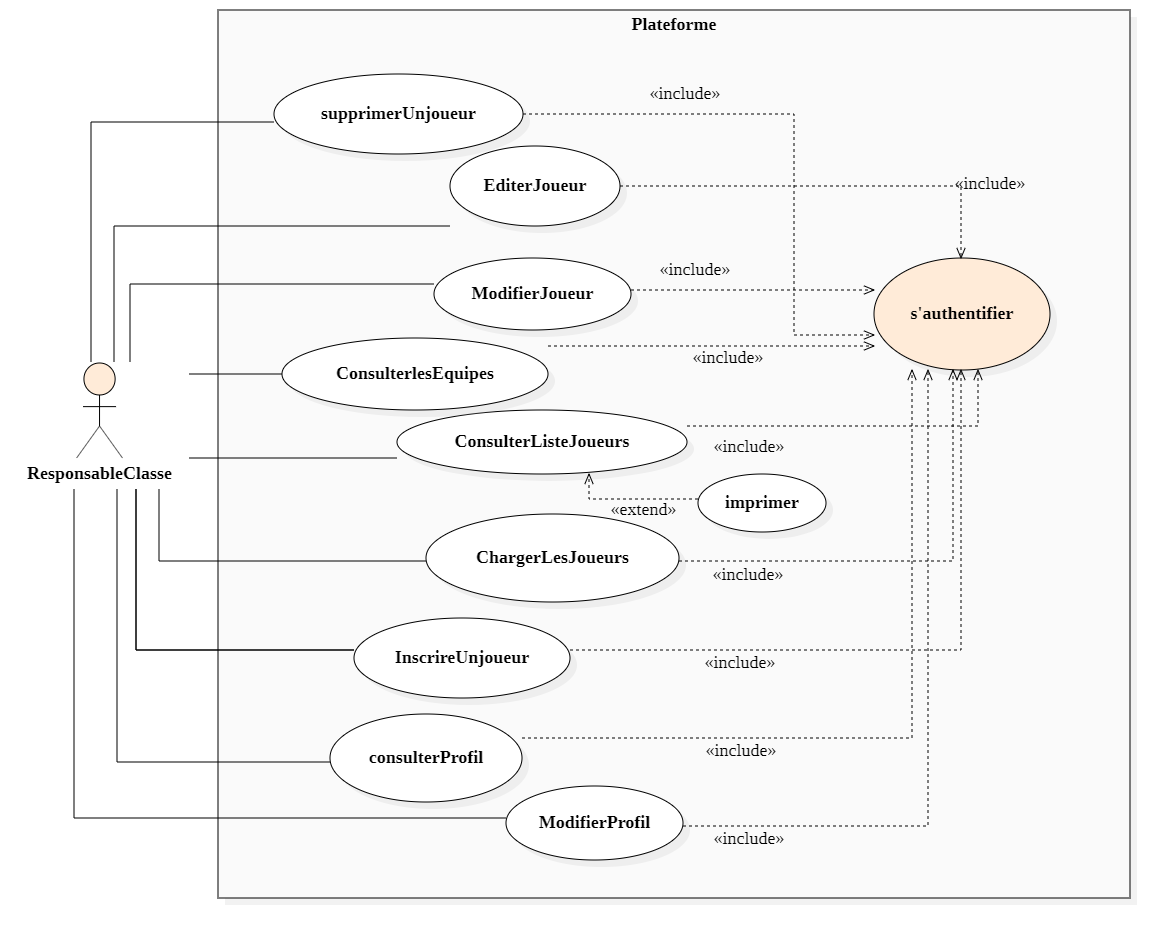 Plateforme
«include»
supprimerUnjoueur
EditerJoueur
«include»
«include»
ModifierJoueur
s'authentifier
«include»
ConsulterlesEquipes
ConsulterListeJoueurs
«include»
ResponsableClasse
imprimer
«extend»
ChargerLesJoueurs
«include»
InscrireUnjoueur
«include»
«include»
consulterProfil
ModifierProfil
«include»